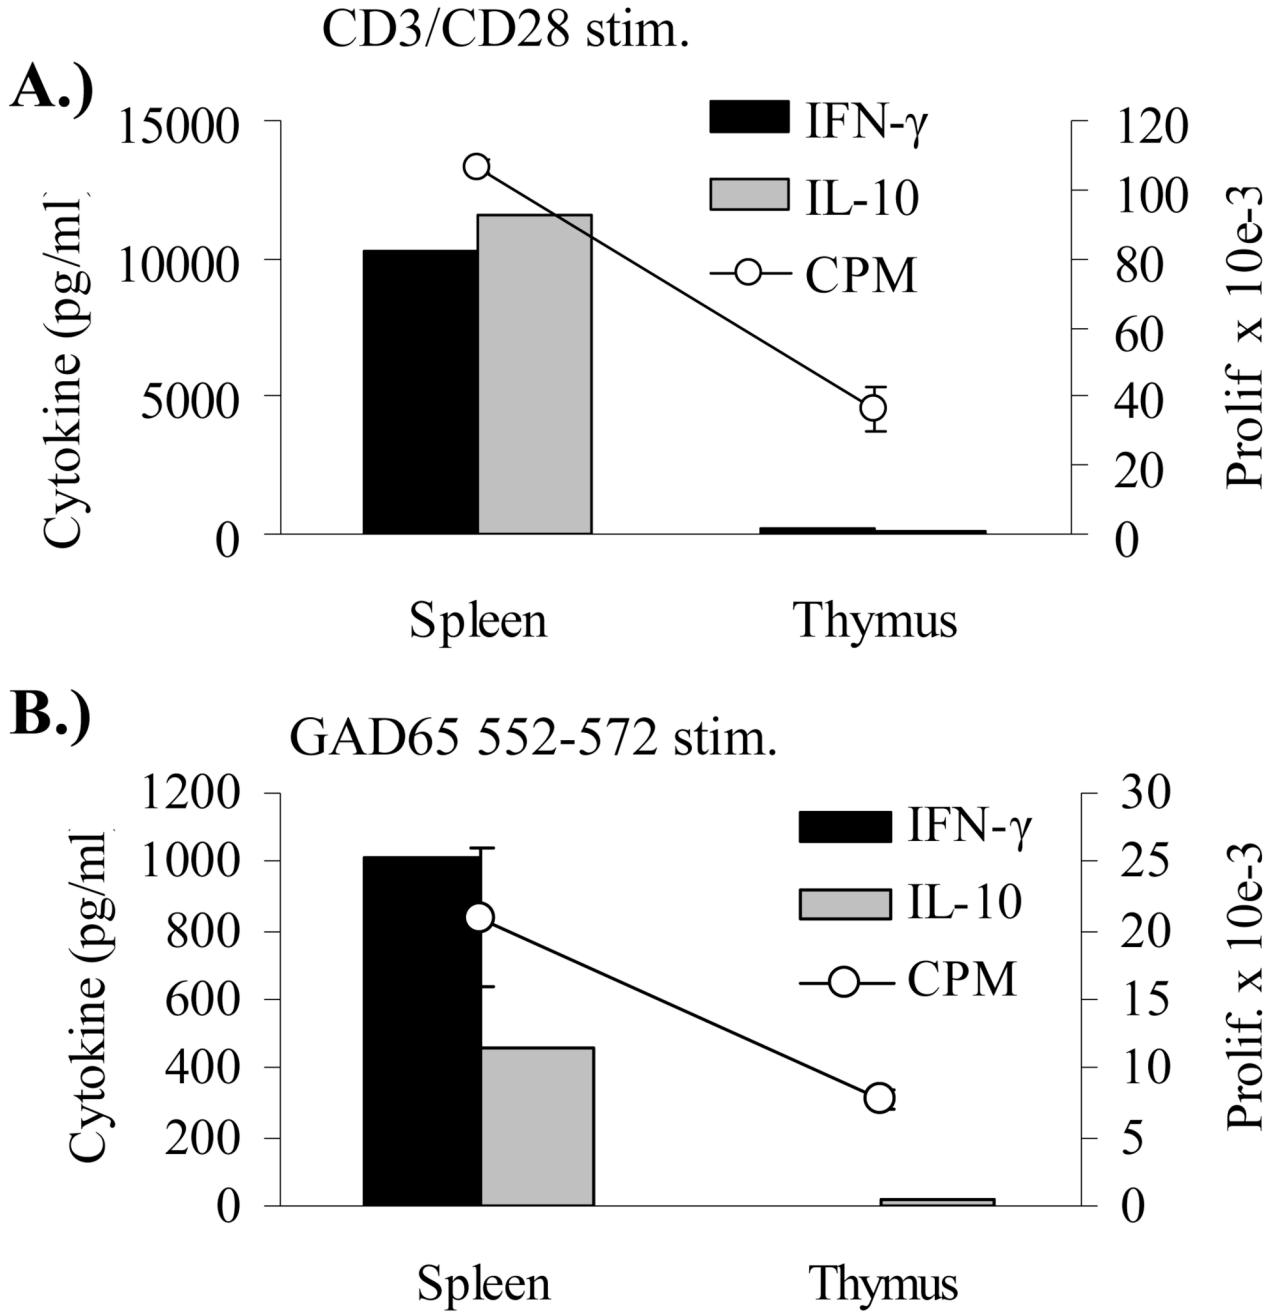 CD3/CD28 stim.
A.)
15000
10000
5000
0
Cytokine (pg/ml)
IFN-γ
IL-10
CPM
120
100
80
60
40
20
0
Prolif x 10e-3
Spleen
Thymus
B.)
GAD65 552-572 stim.
1200
1000
800
600
400
200
0
Cytokine (pg/ml)
IFN-γ
IL-10
CPM
30
25
20
15
10
5
0
Prolif. x 10e-3
Spleen
Thymus